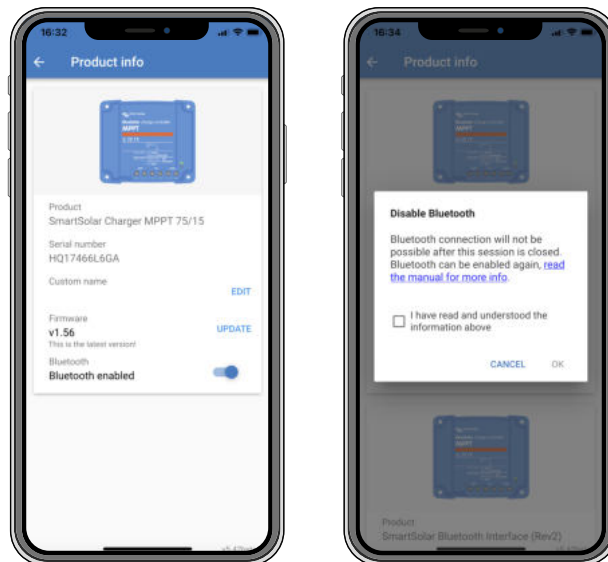 16:32
Product info
MPPT
Product
SmartSolar Charger MPPT 75/15
Serial number
HQ17466L6GA
Custom name
EDIT
Firmware
v1.56
UPDATE
This is the latest version!
Bluetooth
Bluetooth enabled
16:34
Product info
Disable Bluetooth
Bluetooth connection will not be
possible after this session is closed.
Bluetooth can be enabled again, read
the manual for more info.
I have read and understood the
information above
CANCEL
OK
Product
SmartSolar Bluetooth Interface (Rev2)